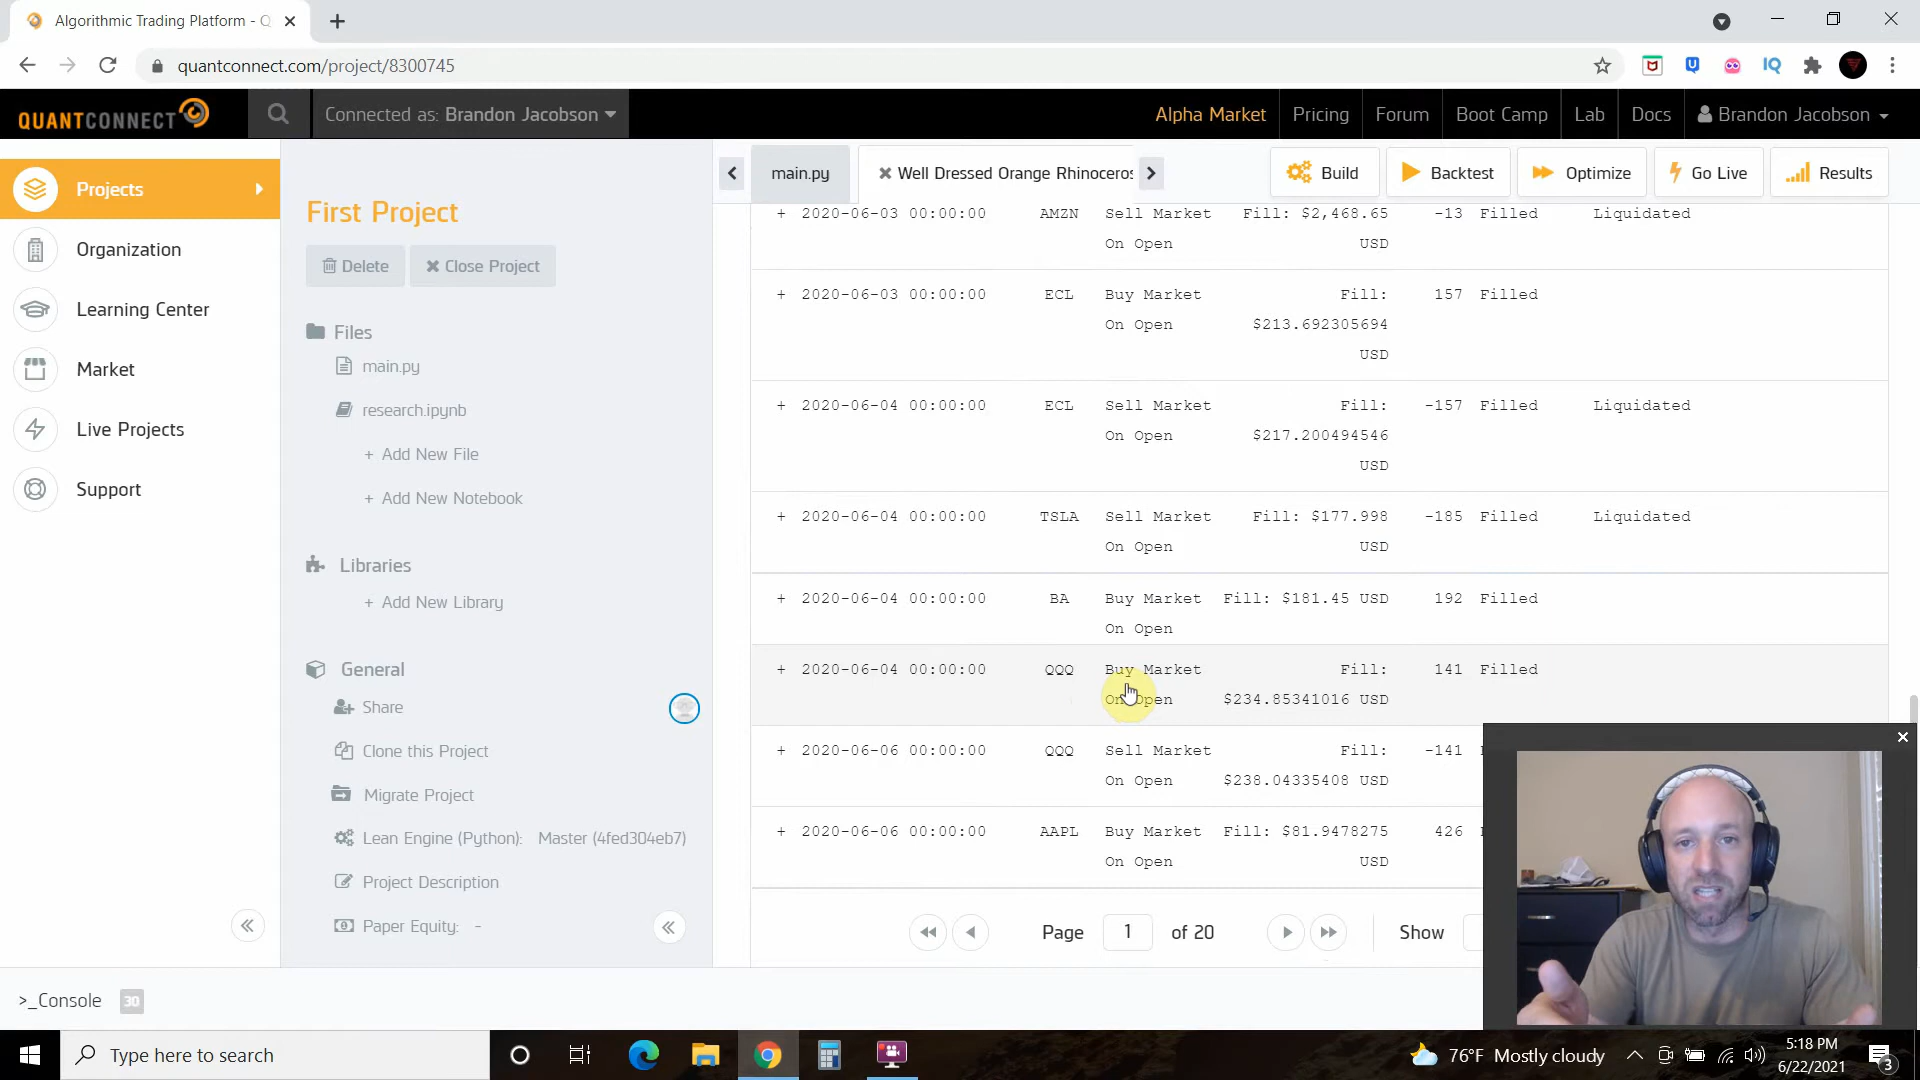 Algorithmic Trading Platform - Q
quantconnect.com/project/8300745
QUANTCONNECT
Connected as: Brandon Jacobson
Alpha Market
Pricing
Forum
Boot Camp
Lab
Docs
Brandon Jacobson
Projects
Organization
Learning Center
Market
Live Projects
Support
First Project
Delete
Close Project
Files
main.py
research.ipynb
+ Add New File
+ Add New Notebook
Libraries
+ Add New Library
General
Share
Clone this Project
Migrate Project
Lean Engine (Python): Master (4fed304eb7)
Project Description
Paper Equity: -
main.py
Well Dressed Orange Rhinoceros
Build
Backtest
Optimize
Go Live
Results
+ 2020-06-03 00:00:00 AMZN Sell Market Fill: $2,468.65 -13 Filled Liquidated
On Open USD
+ 2020-06-03 00:00:00 ECL Buy Market Fill: 157 Filled
On Open $213.692305694
USD
+ 2020-06-04 00:00:00 ECL Sell Market Fill: -157 Filled Liquidated
On Open $217.200494546
USD
+ 2020-06-04 00:00:00 TSLA Sell Market Fill: $177.998 -185 Filled Liquidated
On Open USD
+ 2020-06-04 00:00:00 BA Buy Market Fill: $181.45 USD 192 Filled
On Open
+ 2020-06-04 00:00:00 QQQ Buy Market Fill: 141 Filled
On Open $234.85341016 USD
+ 2020-06-06 00:00:00 QQQ Sell Market Fill: -141
On Open $238.04335408 USD
+ 2020-06-06 00:00:00 AAPL Buy Market Fill: $81.9478275 426
On Open USD
Page 1 of 20
Show
>_Console 30
Type here to search
76°F Mostly cloudy
5:18 PM
6/22/2021
3